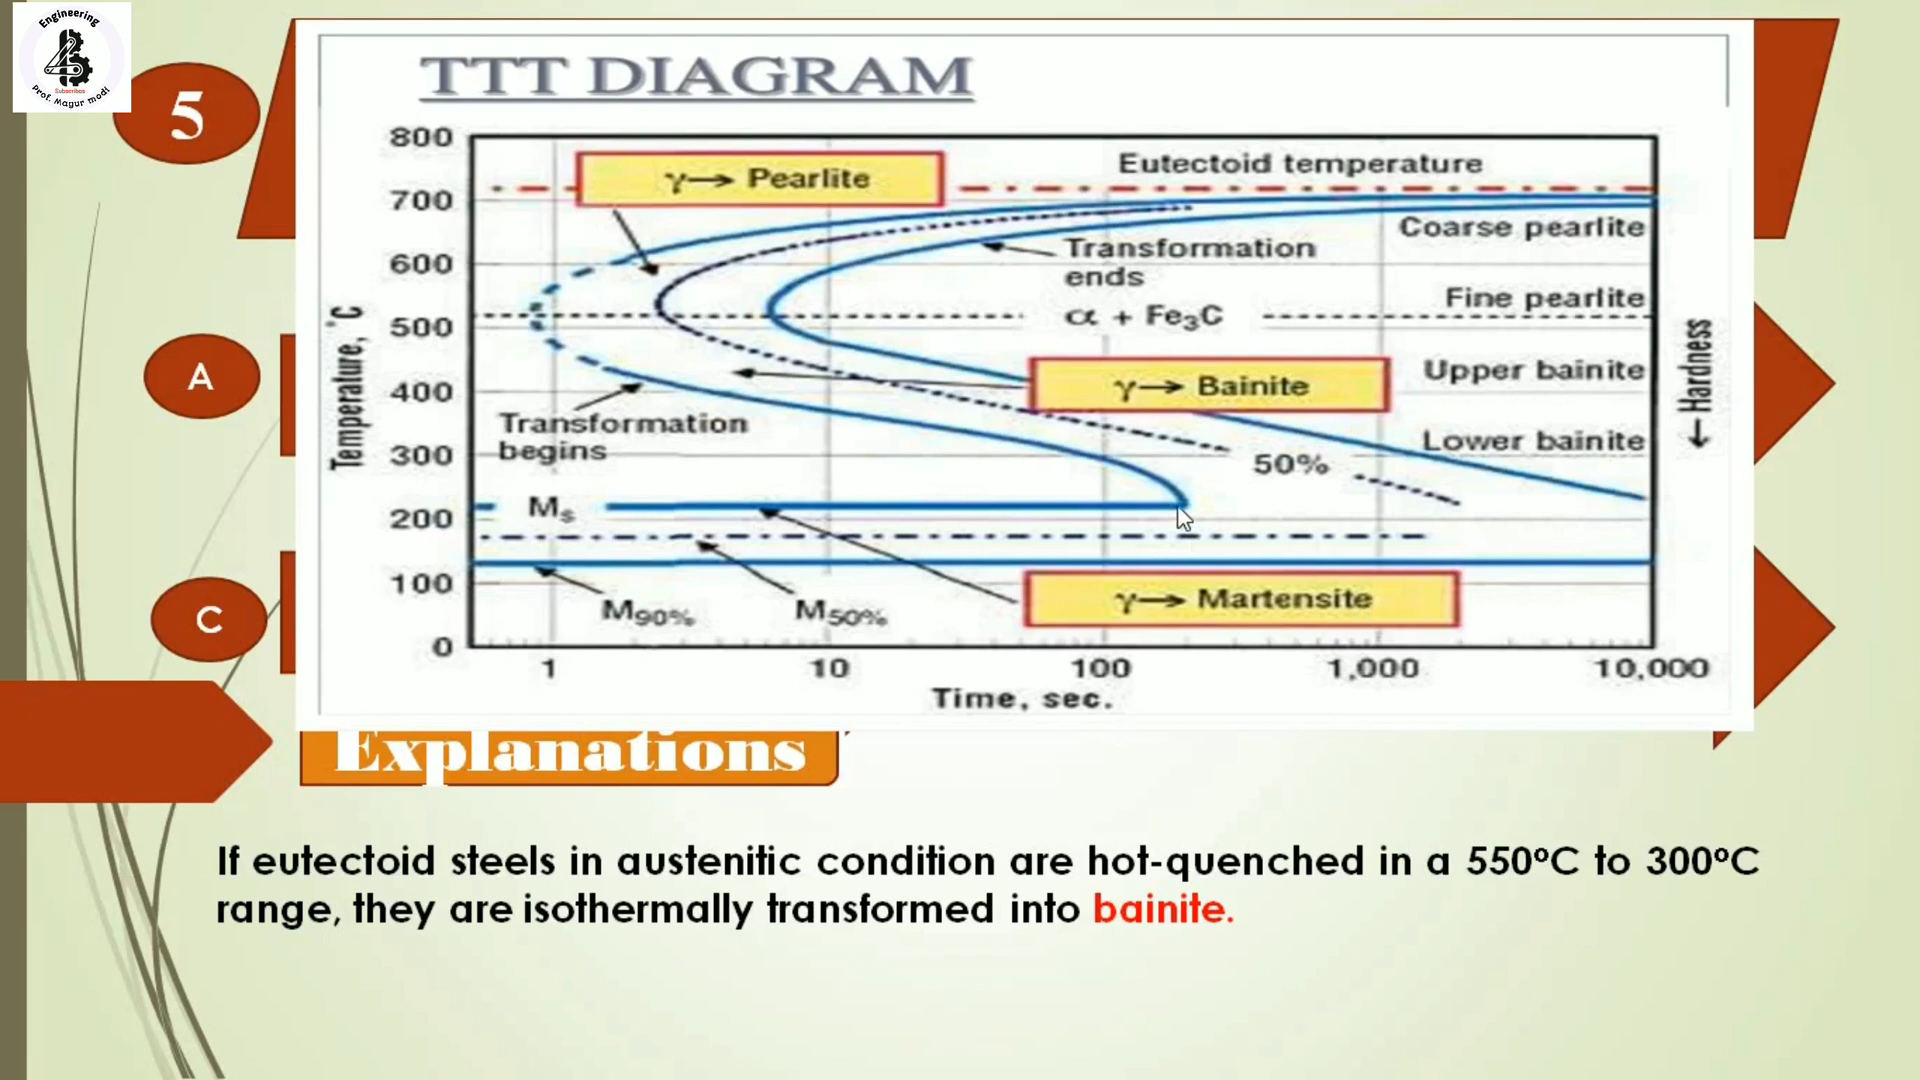 Engineering
Subscribes
Prof. Mayur modi
5
A
C
TTT DIAGRAM
800
700
600
500
400
300
200
100
0
Temperature, °C
γ→ Pearlite
Eutectoid temperature
Coarse pearlite
Transformation
ends
Fine pearlite
α + Fe₃C
Upper bainite
γ→ Bainite
Transformation
begins
Lower bainite
50%
Ms
γ→ Martensite
M90%
M50%
←Hardness
1
10
100
1,000
10,000
Time, sec.
Explanations
If eutectoid steels in austenitic condition are hot-quenched in a 550ºC to 300ºC
range, they are isothermally transformed into bainite.